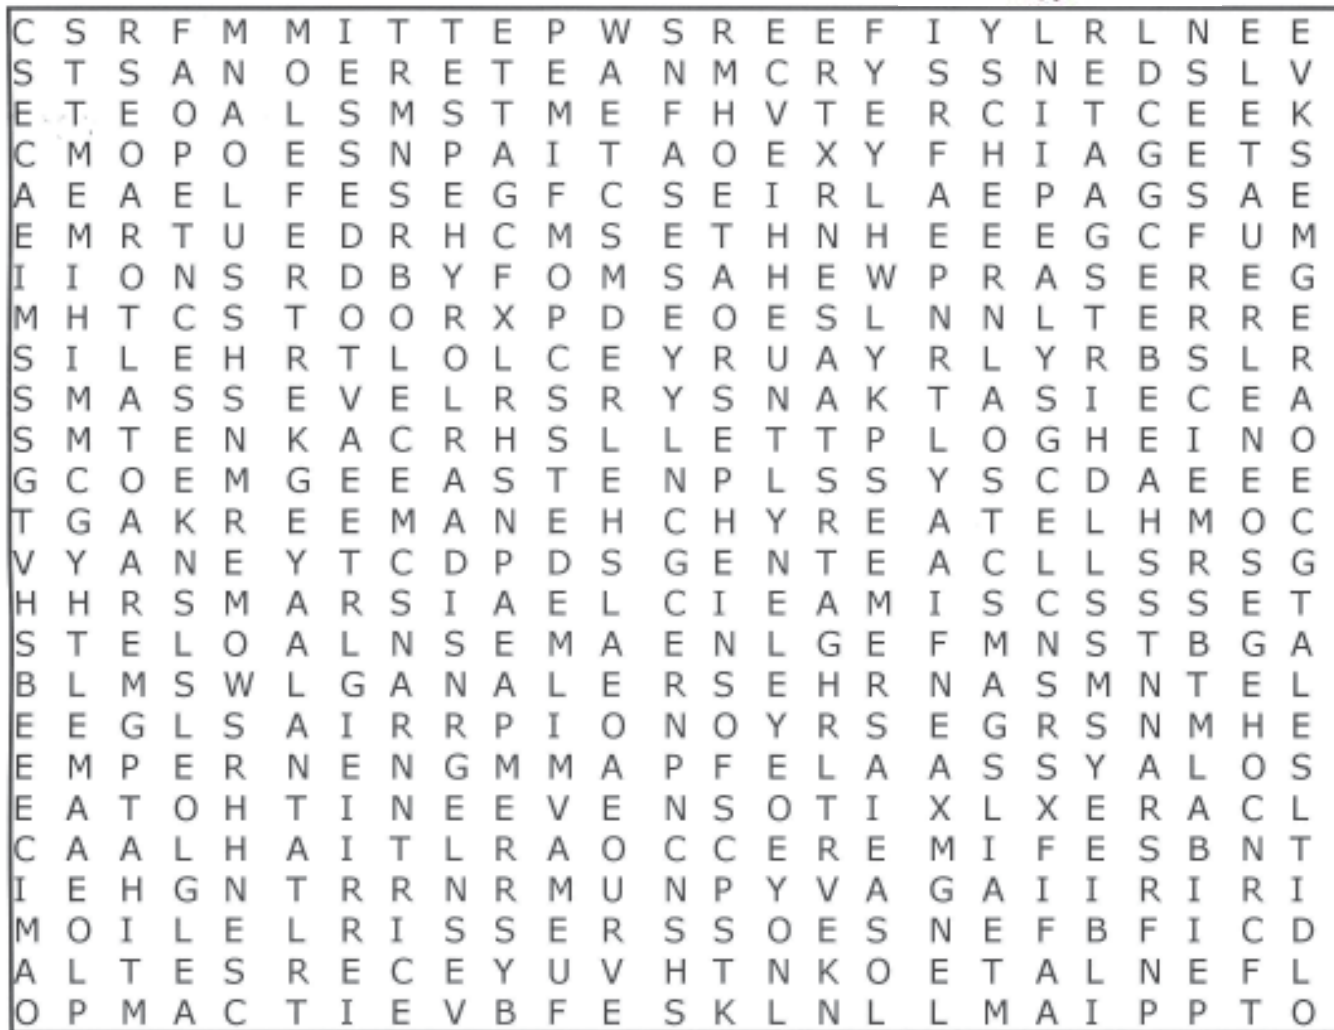 C S R F M M I T T E P W S R E E F I Y L R L N E E
S T S A N O E R E T E A N M C R Y S S N E D S L V
E T E O A L S M S T M E F H V T E R C I T C E E K
C M O P O E S N P A I T A O E X Y F H I A G E T S
A E A E L F E S E G F C S E I R L A E P A G S A E
E M R T U E D R H C M S E T H N H E E E G C F U M
I I O N S R D B Y F O M S A H E W P R A S E R E G
M H T C S T O O R X P D E O E S L N N L T E R R E
S I L E H R T L O L C E Y R U A Y R L Y R B S L R
S M A S S E V E L R S R Y S N A K T A S I E C E A
S M T E N K A C R H S L L E T T P L O G H E I N O
G C O E M G E E A S T E N P L S S Y S C D A E E E
T G A K R E E M A N E H C H Y R E A T E L H M O C
V Y A N E Y T C D P D S G E N T E A C L L S R S G
H H R S M A R S I A E L C I E A M I S C S S S E T
S T E L O A L N S E M A E N L G E F M N S T B G A
B L M S W L G A N A L E R S E H R N A S M N T E L
E E G L S A I R R P I O N O Y R S E G R S N M H E
E M P E R N E N G M M A P F E L A A S S Y A L O S
E A T O H T I N E E V E N S O T I X L X E R A C L
C A A L H A I T L R A O C C E R E M I F E S B N T
I E H G N T R R N R M U N P Y V A G A I I R I R I
M O I L E L R I S S E R S S O E S N E F B F I C D
A L T E S R E C E Y U V H T N K O E T A L N E F L
O P M A C T I E V B F E S K L N L L M A I P P T O